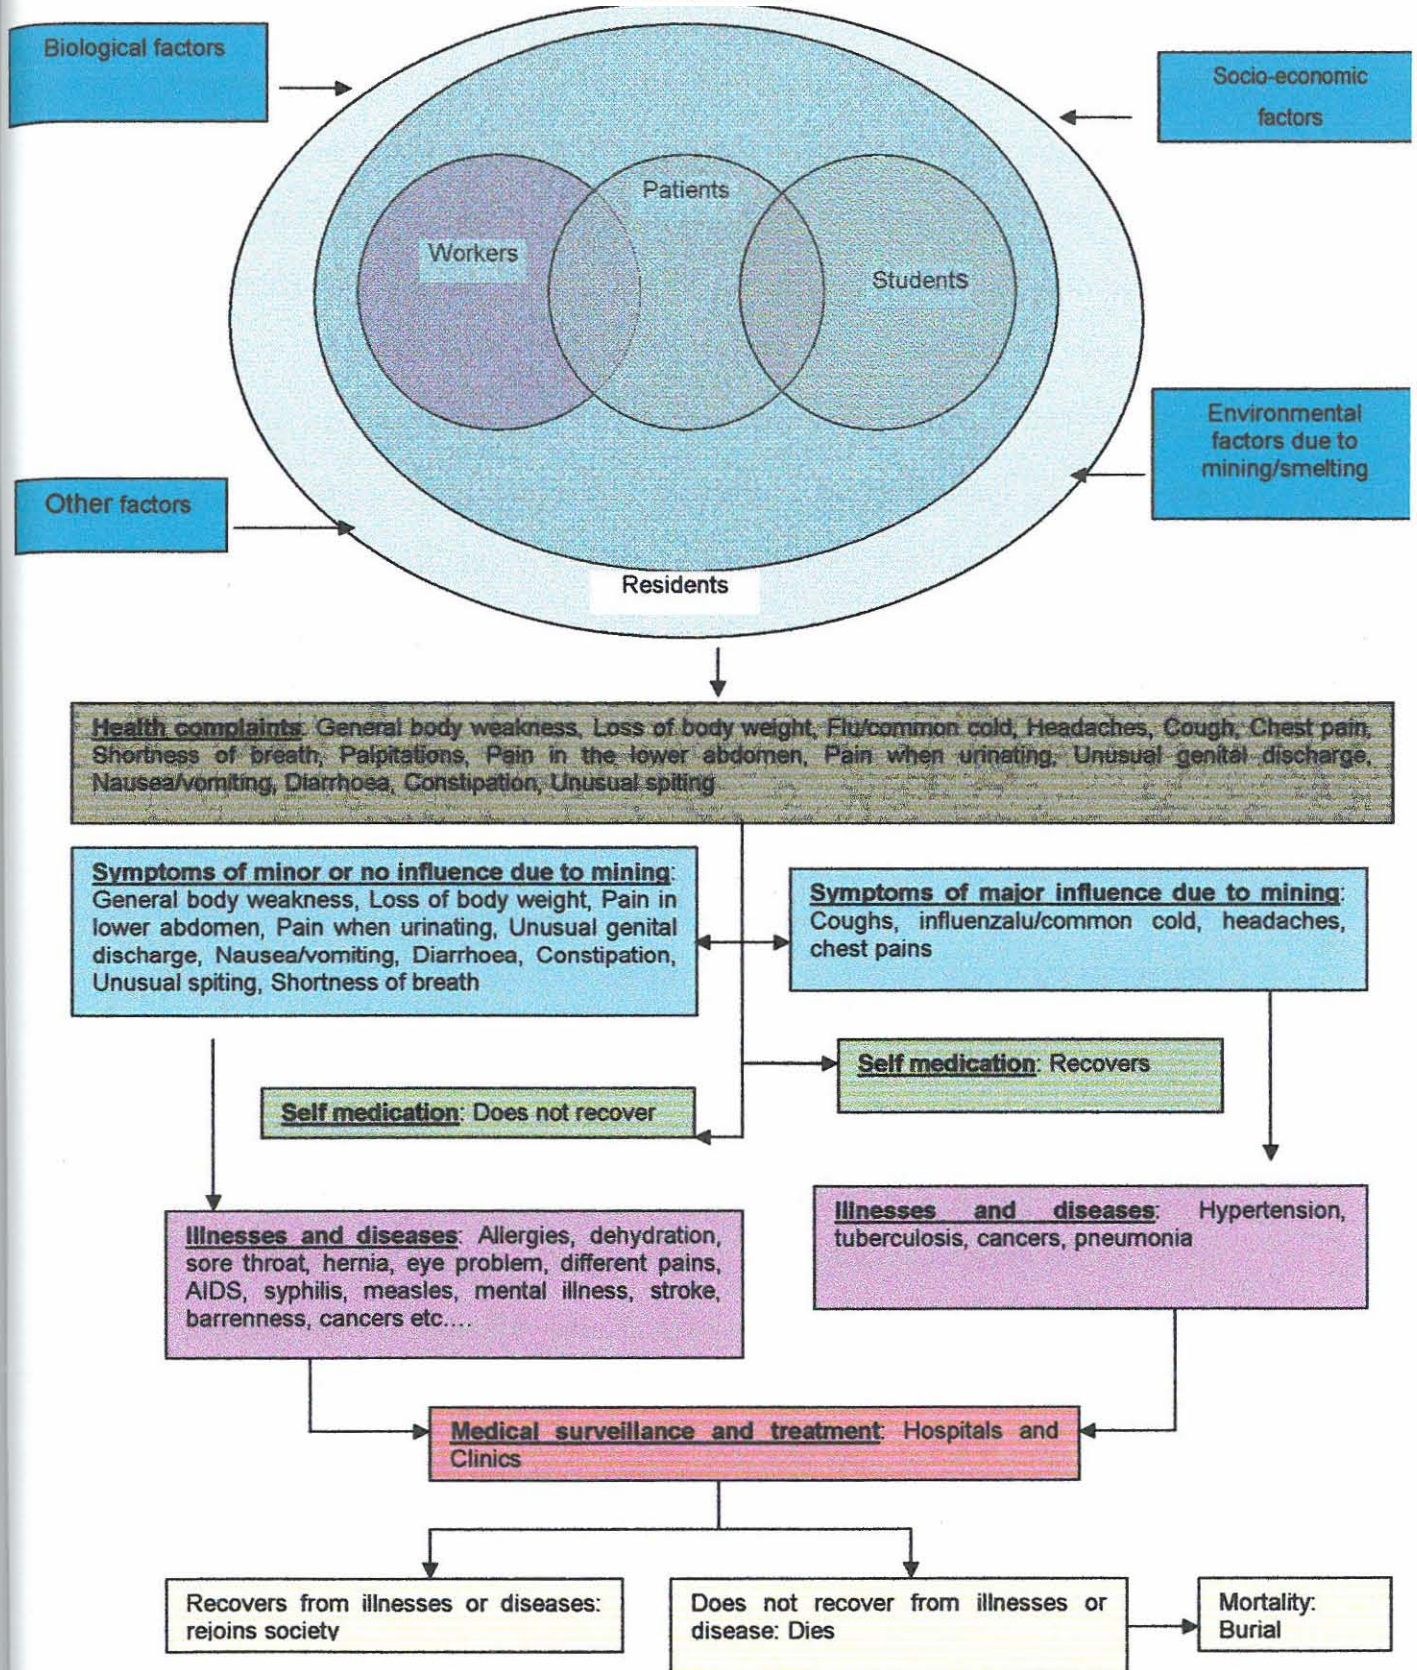 Biological factors
Socio-economic
factors
Patients
Workers
Students
Environmental
factors due to
mining/smelting
Other factors
Residents
Health complaints: General body weakness, Loss of body weight, Flu/common cold, Headaches, Cough, Chest pain,
Shortness of breath, Palpitations, Pain in the lower abdomen, Pain when urinating, Unusual genital discharge,
Nausea/vomiting, Diarrhoea, Constipation, Unusual spiting
Symptoms of minor or no influence due to mining:
General body weakness, Loss of body weight, Pain in
lower abdomen, Pain when urinating, Unusual genital
discharge, Nausea/vomiting, Diarrhoea, Constipation,
Unusual spiting, Shortness of breath
Symptoms of major influence due to mining:
Coughs, influenzalu/common cold, headaches,
chest pains
Self medication: Recovers
Self medication: Does not recover
Illnesses and diseases: Allergies, dehydration,
sore throat, hernia, eye problem, different pains,
AIDS, syphilis, measles, mental illness, stroke,
barrenness, cancers etc....
Illnesses and diseases: Hypertension,
tuberculosis, cancers, pneumonia
Medical surveillance and treatment: Hospitals and
Clinics
Recovers from illnesses or diseases:
rejoins society
Does not recover from illnesses or
disease: Dies
Mortality:
Burial